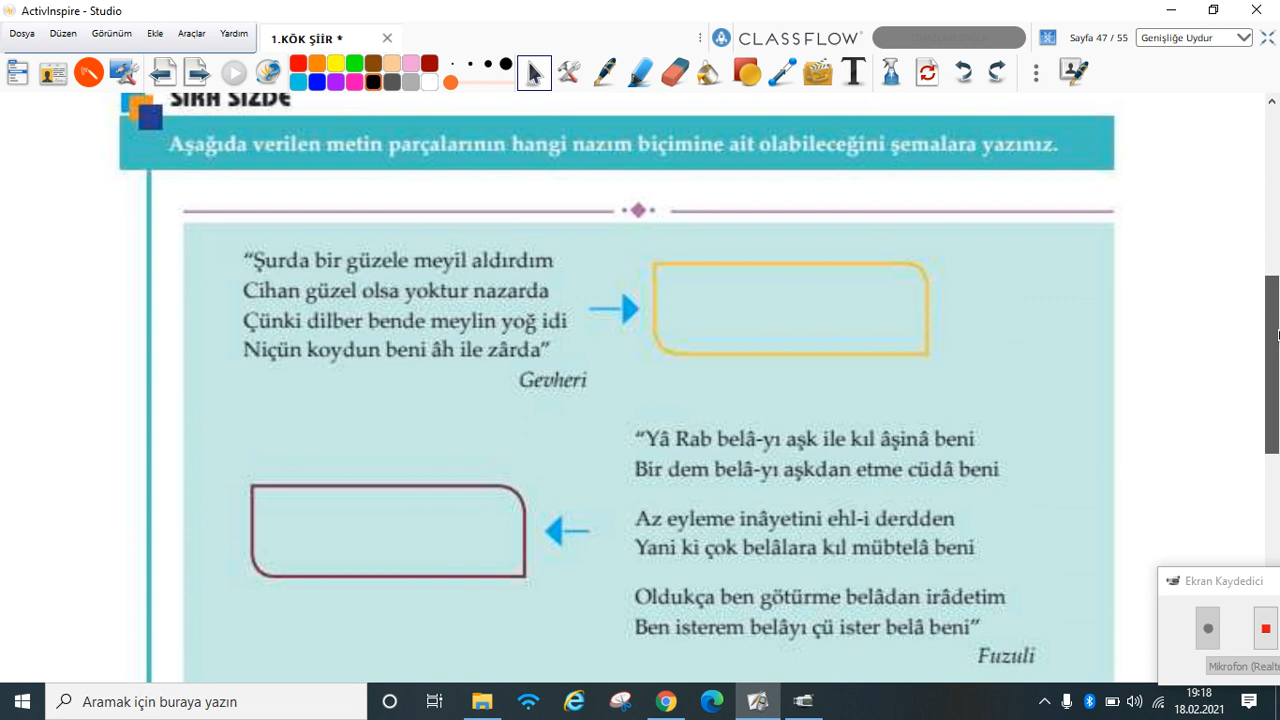 ActivInspire - Studio
Dosya Düzen Görünüm Ekle Araçlar Yardım
1.KÖK ŞİİR *
CLASSFLOW
Sayfa 47 / 55
Genişliğe Uydur
SIRA SİZDE
Aşağıda verilen metin parçalarının hangi nazım biçimine ait olabileceğini şemalara yazınız.
“Şurda bir güzele meyil aldırdım
Cihan güzel olsa yoktur nazarda
Çünki dilber bende meylin yoğ idi
Niçün koydun beni âh ile zârda”
Gevheri
“Yâ Rab belâ-yı aşk ile kıl âşinâ beni
Bir dem belâ-yı aşkdan etme cüdâ beni
Az eyleme inâyetini ehl-i derdden
Yani ki çok belâlara kıl mübtelâ beni
Oldukça ben götürme belâdan irâdetim
Ben isterem belâyı çü ister belâ beni”
Fuzuli
Ekran Kaydedici
Mikrofon (Realte
Aramak için buraya yazın
19:18
18.02.2021